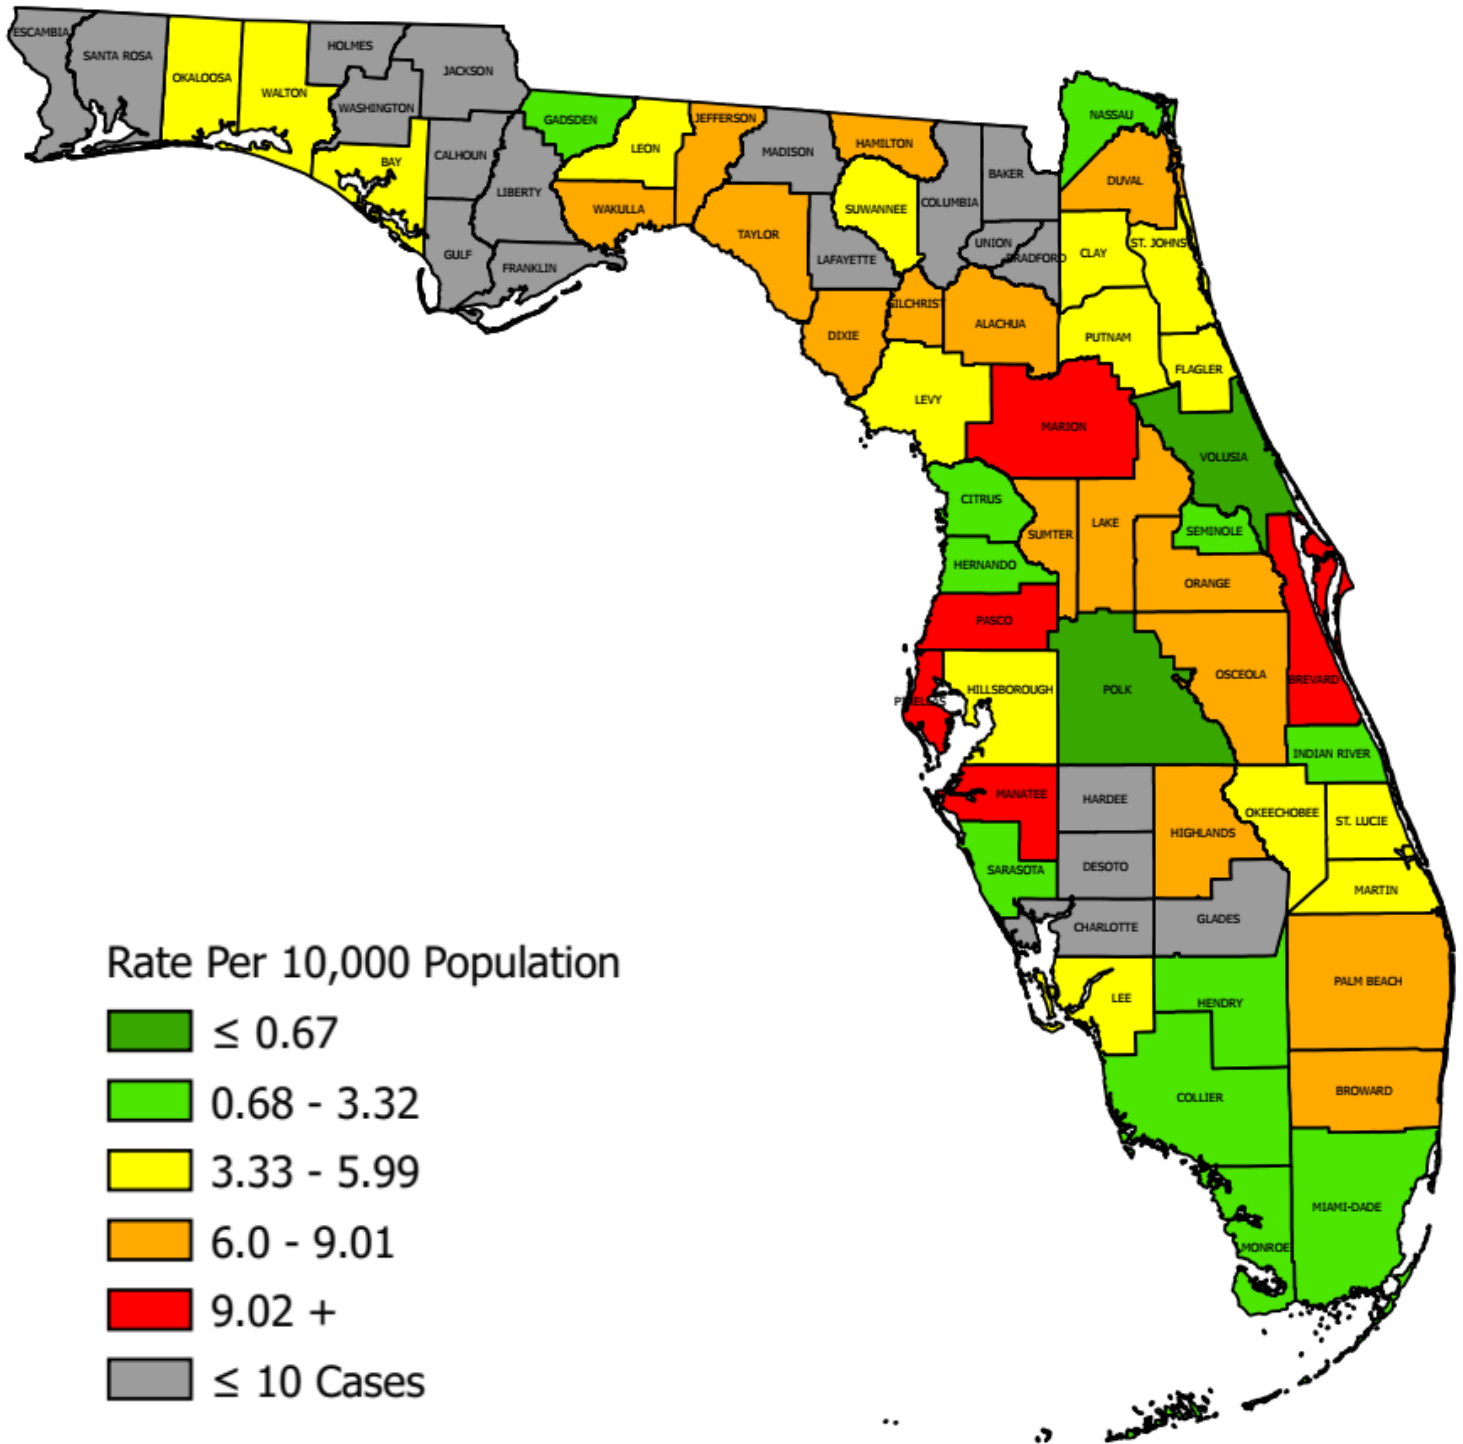 ESCAMBIA
SANTA ROSA
OKALOOSA
WALTON
HOLMES
JACKSON
WASHINGTON
BAY
CALHOUN
LIBERTY
GULF
FRANKLIN
GADSDEN
LEON
WAKULLA
JEFFERSON
MADISON
TAYLOR
HAMILTON
SUWANNEE
LAFAYETTE
DIXIE
COLUMBIA
BAKER
UNION
BRADFORD
GILCHRIST
ALACHUA
NASSAU
DUVAL
CLAY
ST. JOHNS
PUTNAM
FLAGLER
LEVY
MARION
VOLUSIA
CITRUS
SUMTER
LAKE
SEMINOLE
HERNANDO
ORANGE
PASCO
PINELLAS
HILLSBOROUGH
POLK
OSCEOLA
BREVARD
INDIAN RIVER
MANATEE
HARDEE
HIGHLANDS
OKEECHOBEE
ST. LUCIE
SARASOTA
DESOTO
MARTIN
CHARLOTTE
GLADES
LEE
HENDRY
PALM BEACH
COLLIER
BROWARD
MIAMI-DADE
MONROE
Rate Per 10,000 Population
≤ 0.67
0.68 - 3.32
3.33 - 5.99
6.0 - 9.01
9.02 +
≤ 10 Cases